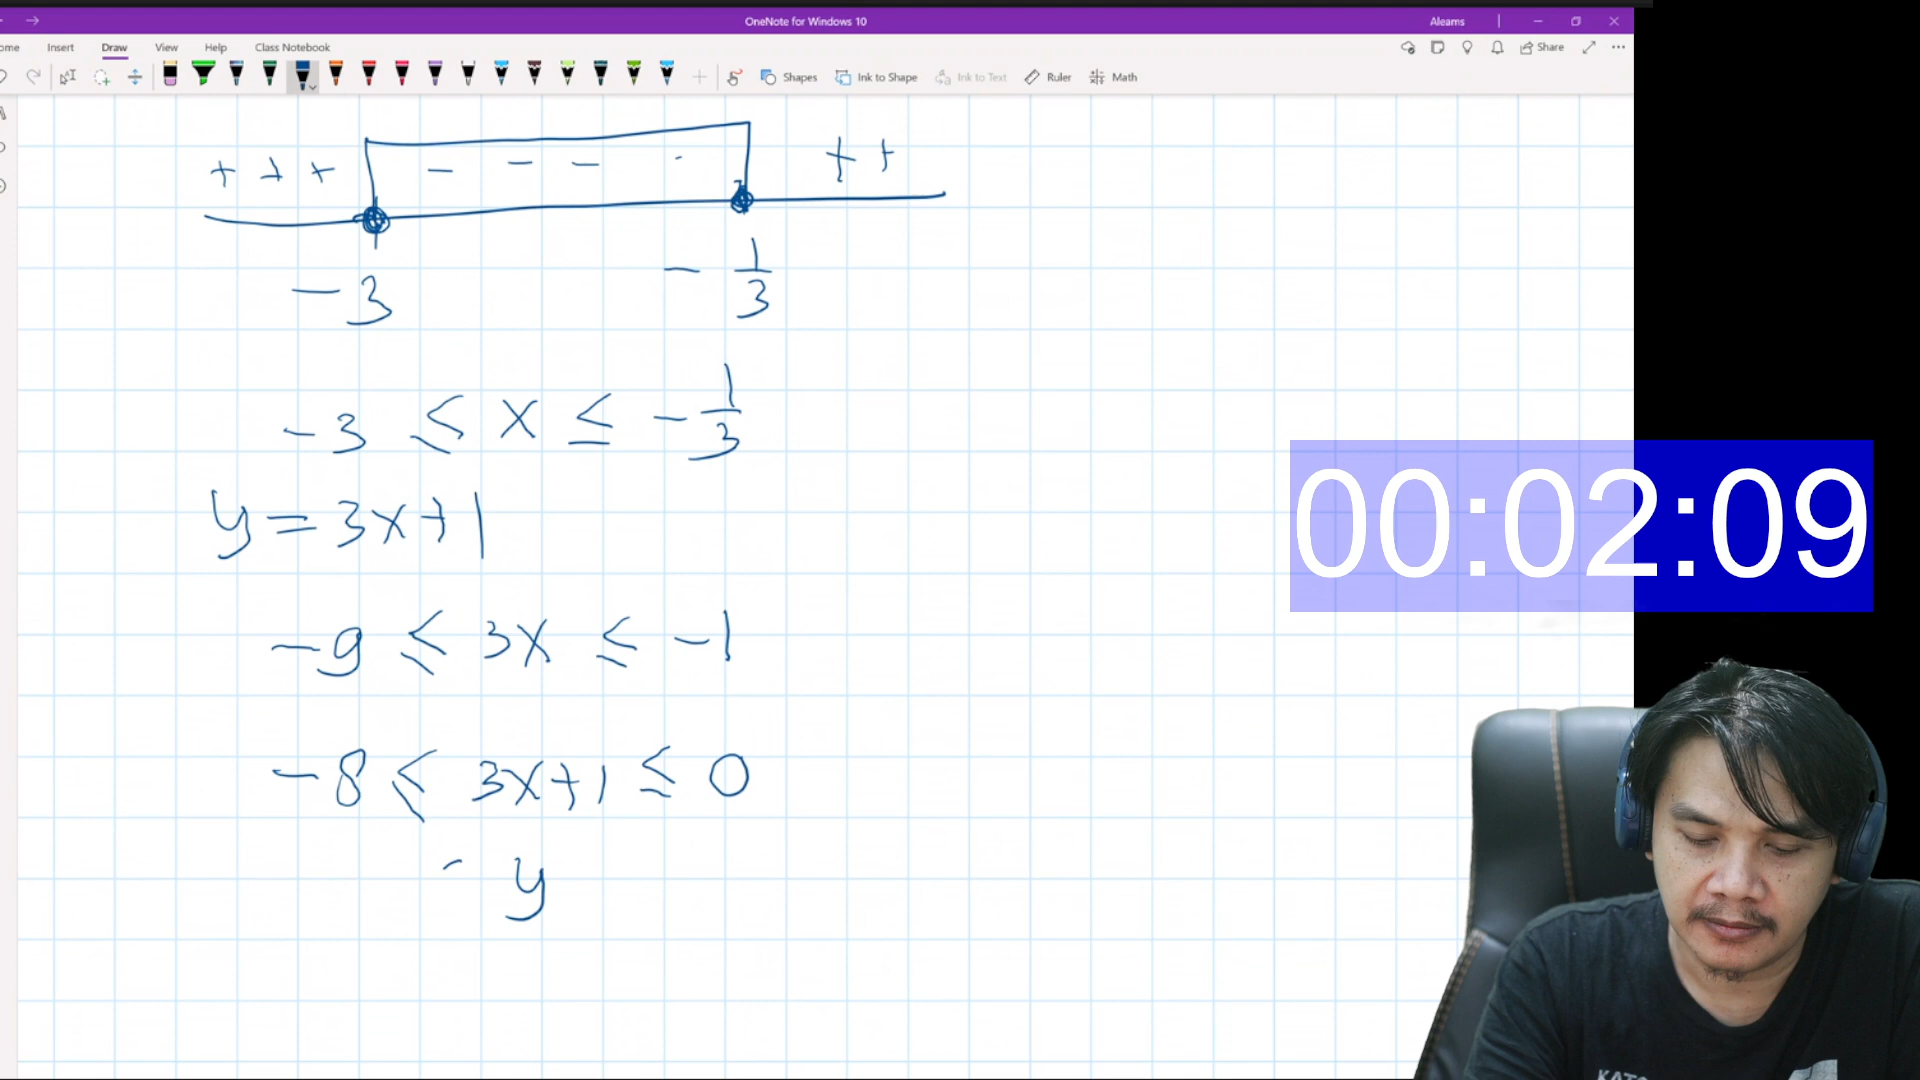 OneNote for Windows 10 Aleams
Insert Draw View Help Class Notebook Share
Shapes Ink to Shape Ink to Text Ruler Math
+ + + - - - - + +
-3 -1/3
-3 ≤ x ≤ -1/3
y = 3x+1
-9 ≤ 3x ≤ -1
00:02:09
-8 ≤ 3x+1 ≤ 0
y